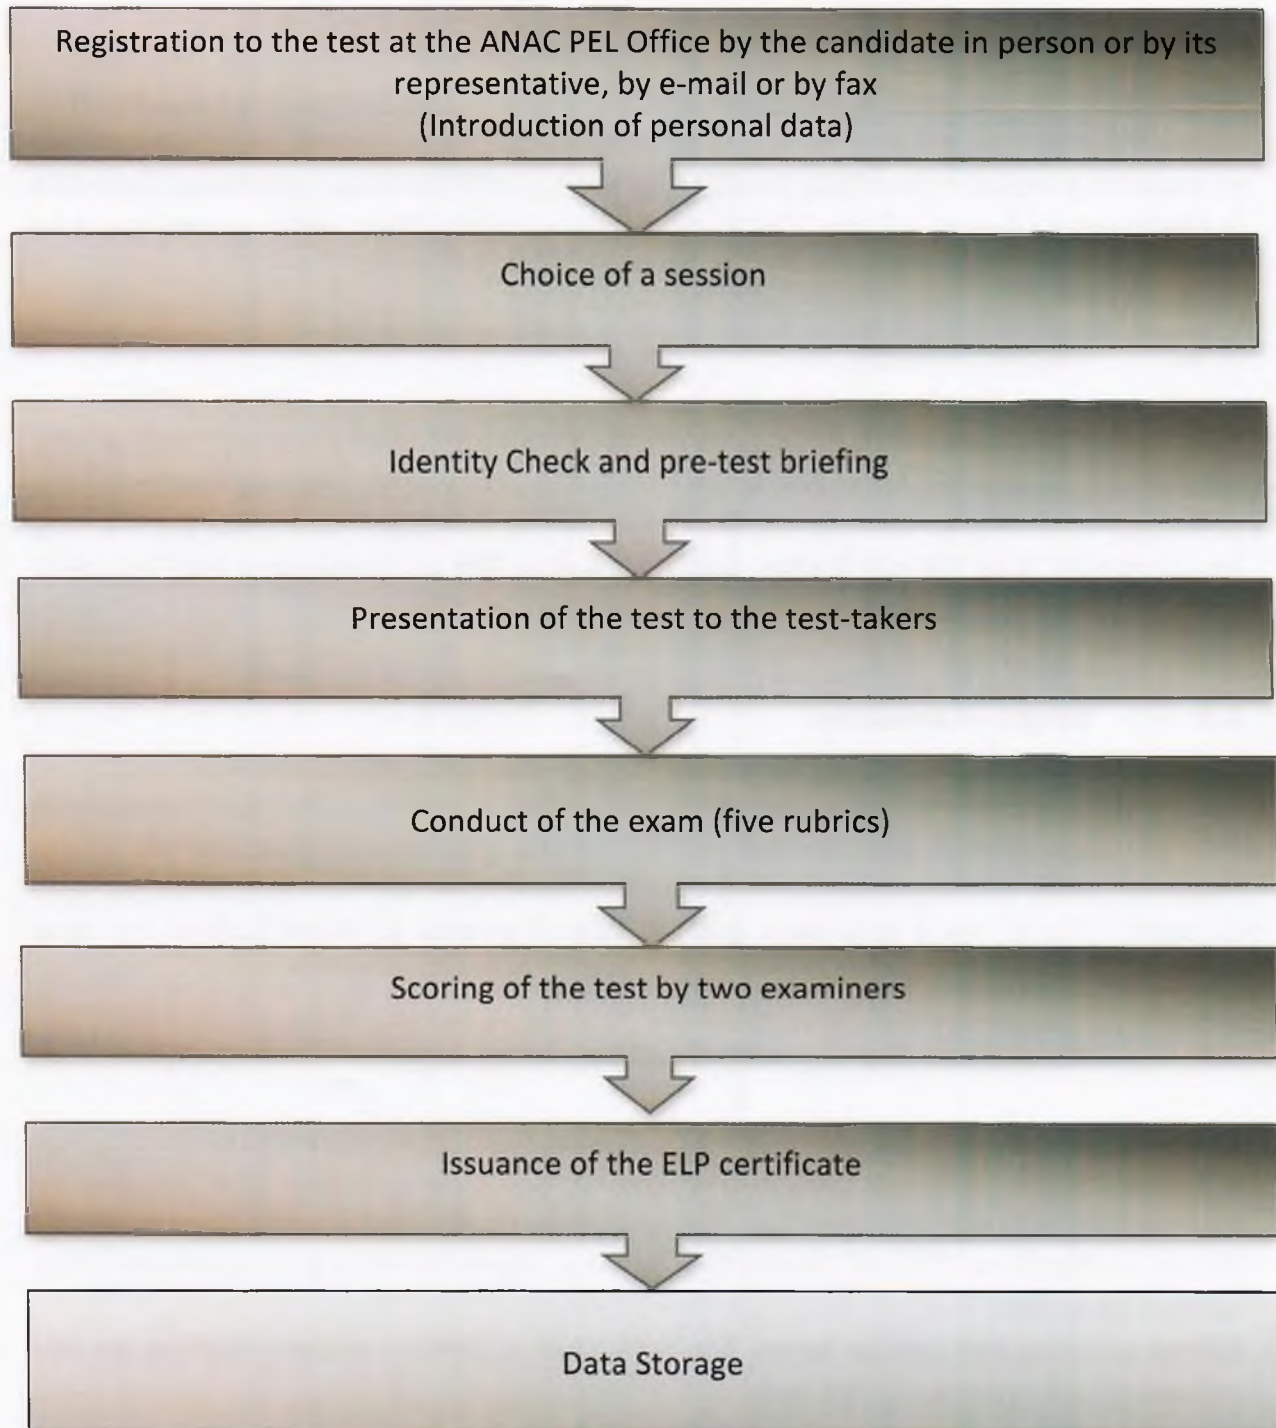 Registration to the test at the ANAC PEL Office by the candidate in person or by its
representative, by e-mail or by fax
(Introduction of personal data)
Choice of a session
Identity Check and pre-test briefing
Presentation of the test to the test-takers
Conduct of the exam (five rubrics)
Scoring of the test by two examiners
Issuance of the ELP certificate
Data Storage